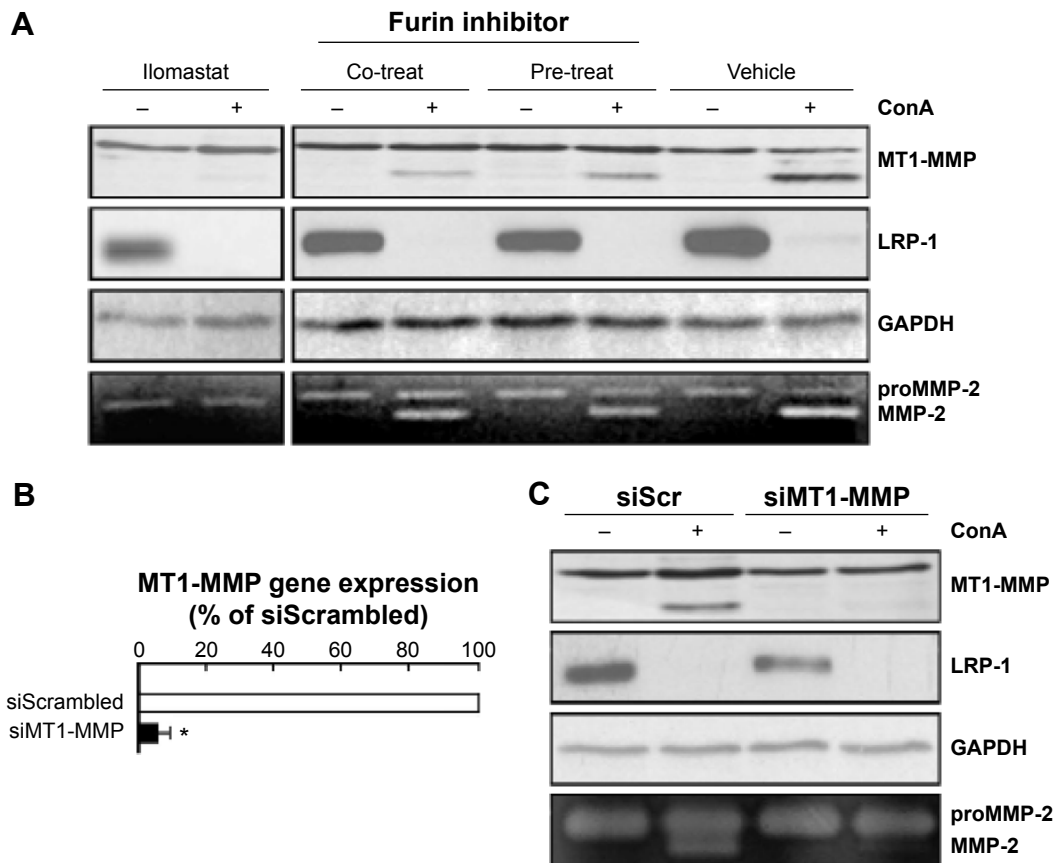 A
Furin inhibitor
Ilomastat Co-treat Pre-treat Vehicle
– + – + – + – + ConA
MT1-MMP
LRP-1
GAPDH
proMMP-2
MMP-2
B
MT1-MMP gene expression
(% of siScrambled)
0 20 40 60 80 100
siScrambled
siMT1-MMP *
C
siScr siMT1-MMP
– + – + ConA
MT1-MMP
LRP-1
GAPDH
proMMP-2
MMP-2